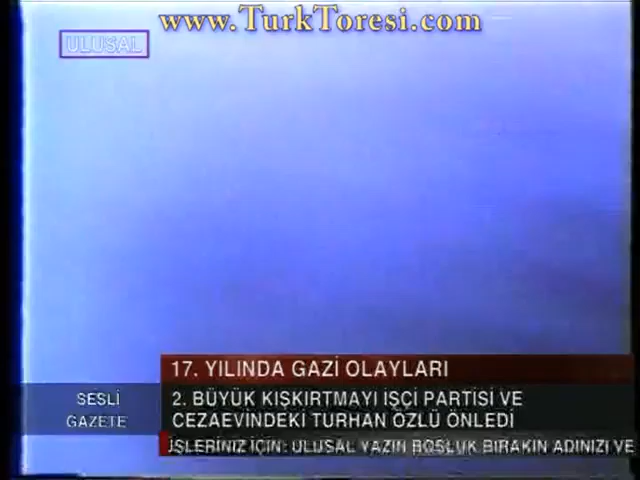 www.TurkToresi.com
ULUSAL
17. YILINDA GAZİ OLAYLARI
SESLİ
GAZETE
2. BÜYÜK KIŞKIRTMAYI İŞÇİ PARTİSİ VE
CEZAEVİNDEKİ TURHAN ÖZLÜ ÖNLEDİ
İŞLERİNİZ İÇİN: ULUSAL YAZIN BOŞLUK BIRAKIN ADINIZI VE